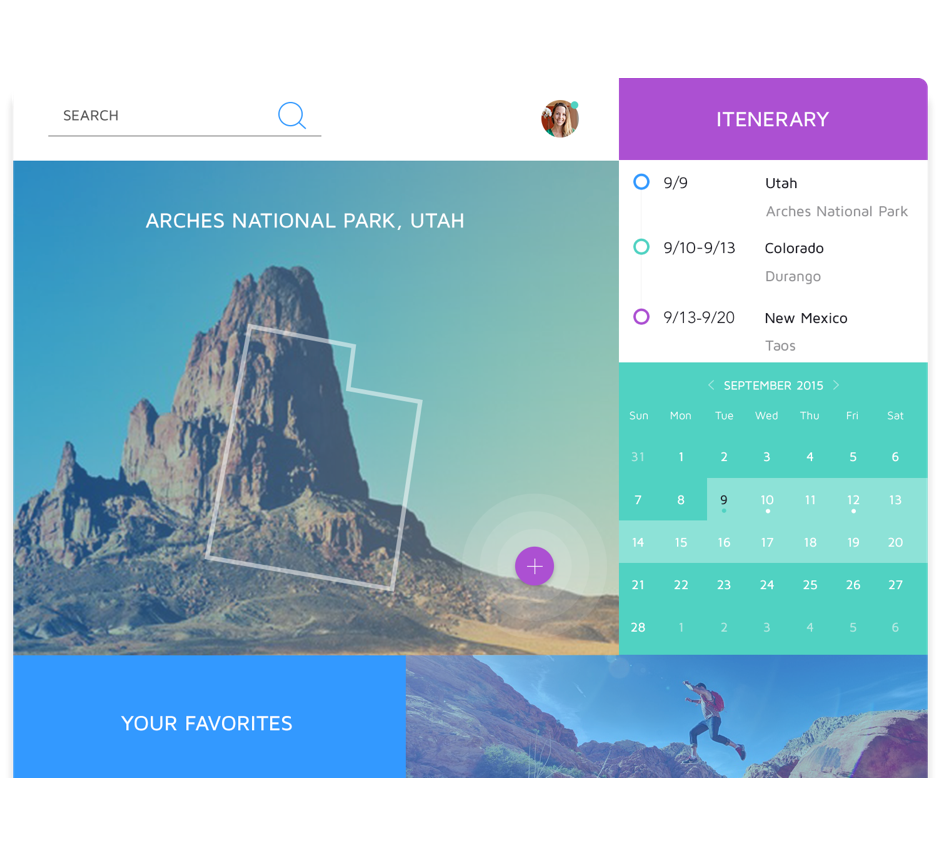 SEARCH
ITENERARY
ARCHES NATIONAL PARK, UTAH
9/9 Utah
Arches National Park
9/10-9/13 Colorado
Durango
9/13-9/20 New Mexico
Taos
SEPTEMBER 2015
Sun Mon Tue Wed Thu Fri Sat
31 1 2 3 4 5 6
7 8 9 10 11 12 13
14 15 16 17 18 19 20
21 22 23 24 25 26 27
28 1 2 3 4 5 6
YOUR FAVORITES